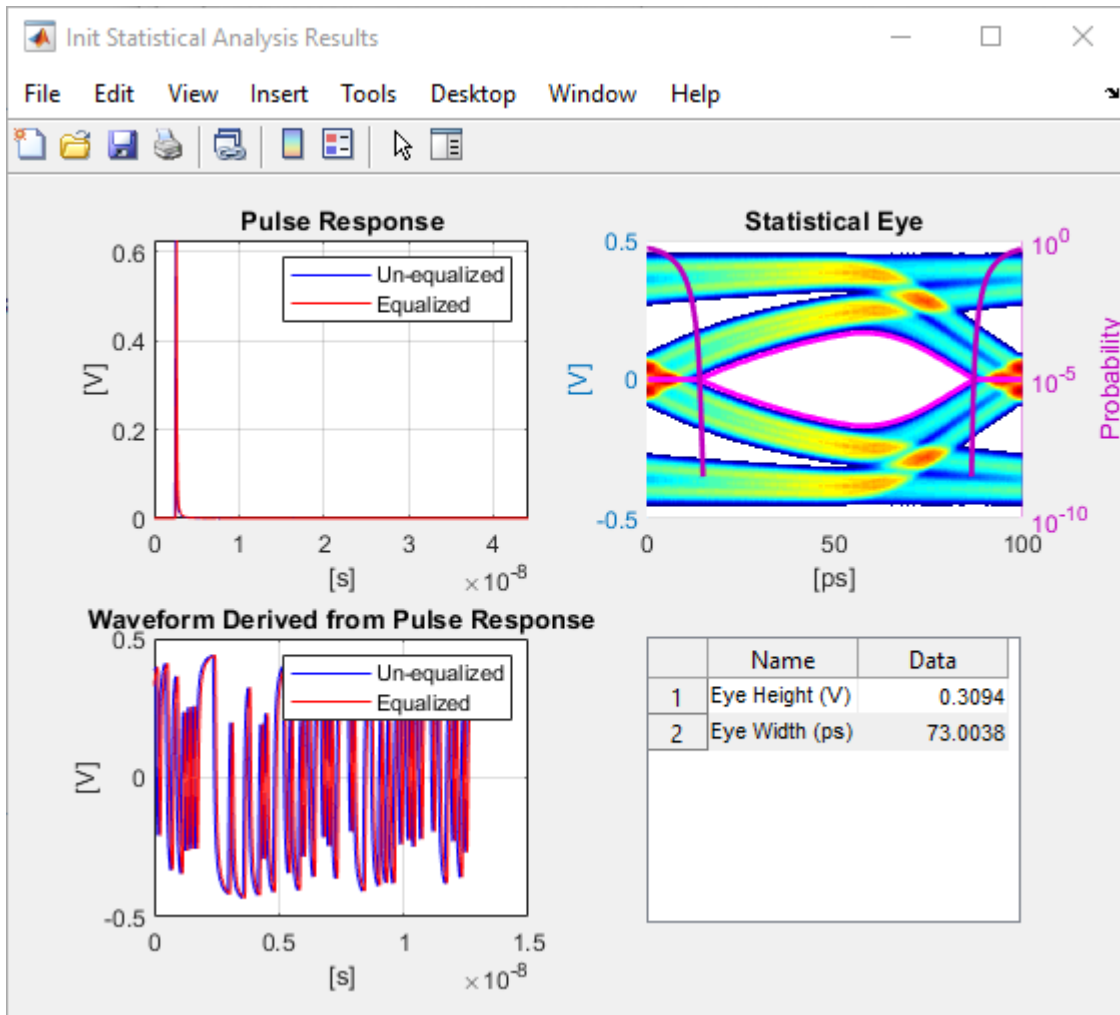 Init Statistical Analysis Results
File Edit View Insert Tools Desktop Window Help
Pulse Response
0.6
0.4
0.2
0
[V]
Un-equalized
Equalized
0 1 2 3 4
[s]
×10^-8
Statistical Eye
0.5
0
-0.5
[V]
10^0
10^-5
10^-10
Probability
0 50 100
[ps]
Waveform Derived from Pulse Response
0.5
0
-0.5
[V]
Un-equalized
Equalized
0 0.5 1 1.5
[s]
×10^-8
Name Data
1 Eye Height (V) 0.3094
2 Eye Width (ps) 73.0038